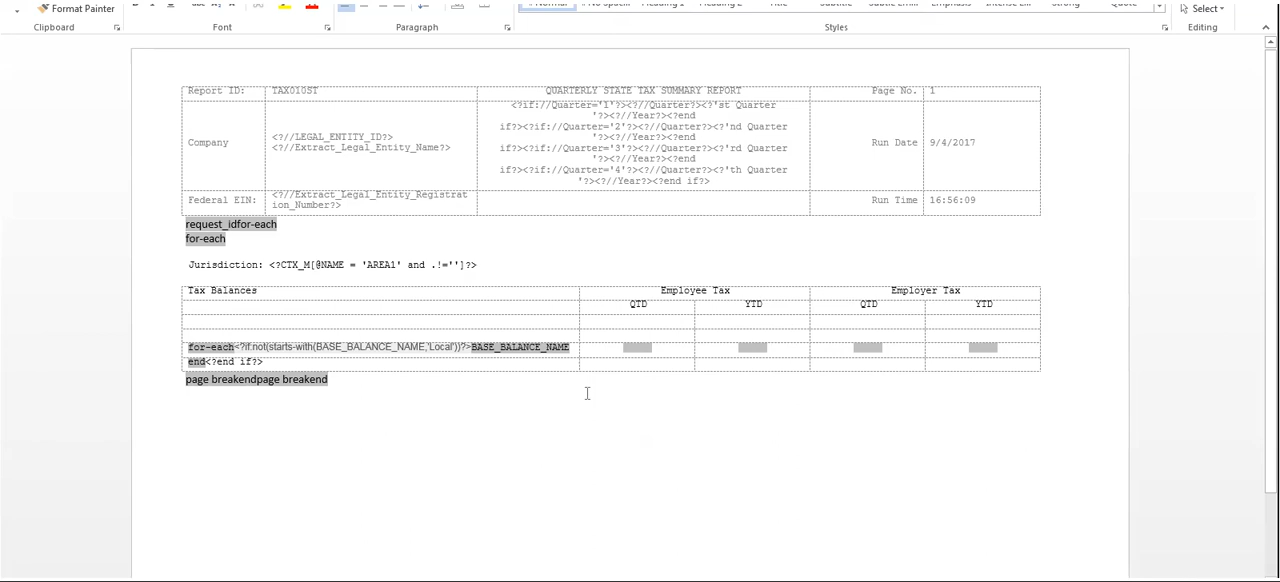 Format Painter
Select
Clipboard Font Paragraph Styles Editing
Report ID: TAX010ST QUARTERLY STATE TAX SUMMARY REPORT Page No. 1
Company <?//LEGAL_ENTITY_ID?>
<?//Extract_Legal_Entity_Name?>
<?if://Quarter='1'?><?//Quarter?><?'st Quarter
'?><?//Year?><?end
if?><?if://Quarter='2'?><?//Quarter?><?'nd Quarter
'?><?//Year?><?end
if?><?if://Quarter='3'?><?//Quarter?><?'rd Quarter
'?><?//Year?><?end
if?><?if://Quarter='4'?><?//Quarter?><?'th Quarter
'?><?//Year?><?end if?>
Run Date 9/4/2017
Federal EIN: <?//Extract_Legal_Entity_Registrat
ion_Number?>
Run Time 16:56:09
request_idfor-each
for-each
Jurisdiction: <?CTX_M[@NAME = 'AREA1' and .!='']?>
Tax Balances Employee Tax Employer Tax
QTD YTD QTD YTD
for-each<?if:not(starts-with(BASE_BALANCE_NAME,'Local'))?>BASE_BALANCE_NAME
end<?end if?>
page breakendpage breakend